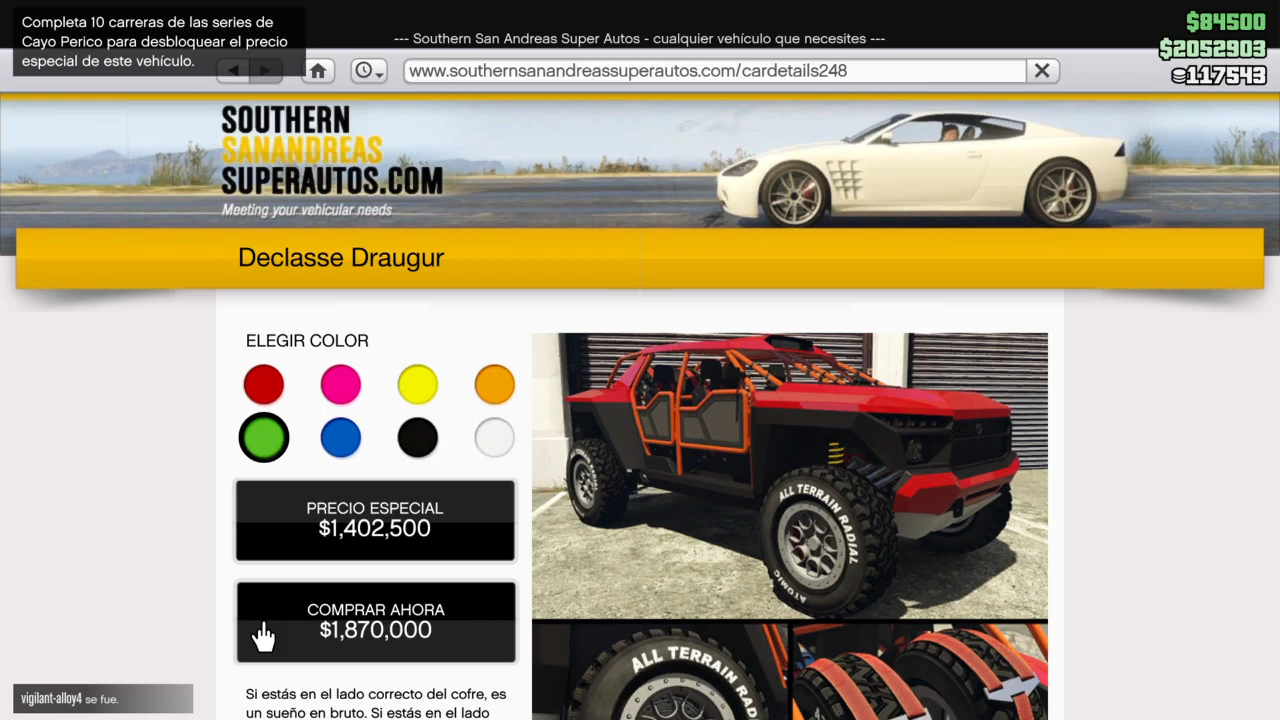 Completa 10 carreras de las series de
Cayo Perico para desbloquear el precio
especial de este vehículo.
--- Southern San Andreas Super Autos - cualquier vehículo que necesites ---
$84500
$2052903
117543
www.southernsanandreassuperautos.com/cardetails248
SOUTHERN
SANANDREAS
SUPERAUTOS.COM
Meeting your vehicular needs
Declasse Draugur
ELEGIR COLOR
PRECIO ESPECIAL
$1,402,500
COMPRAR AHORA
$1,870,000
Si estás en el lado correcto del cofre, es
un sueño en bruto. Si estás en el lado
ALL TERRAIN RADIAL
ATOMIC
ALL TERRAIN RAD
vigilant-alloy4 se fue.